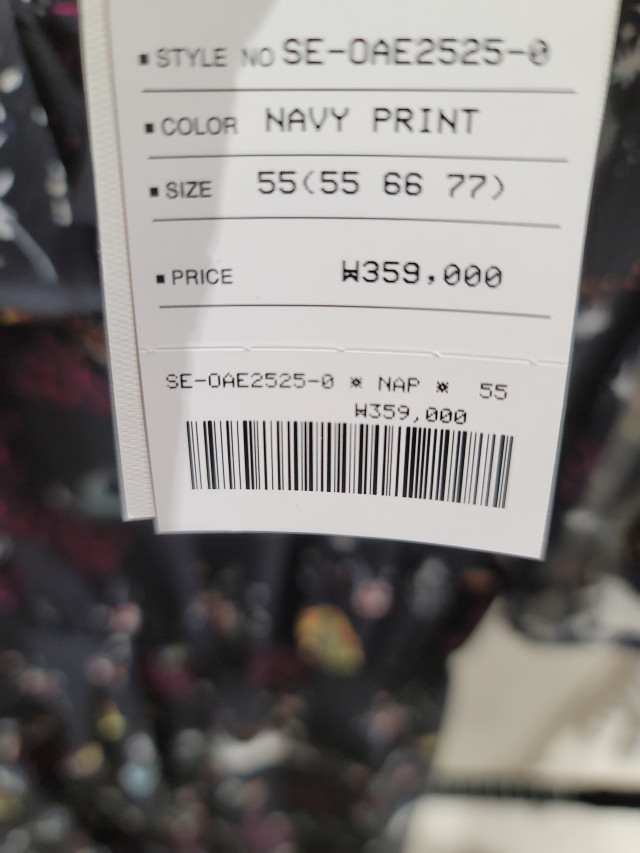 ▪ STYLE NO SE-OAE2525-0
▪ COLOR NAVY PRINT
▪ SIZE 55(55 66 77)
▪ PRICE ₩359,000
SE-OAE2525-0 * NAP * 55
₩359,000